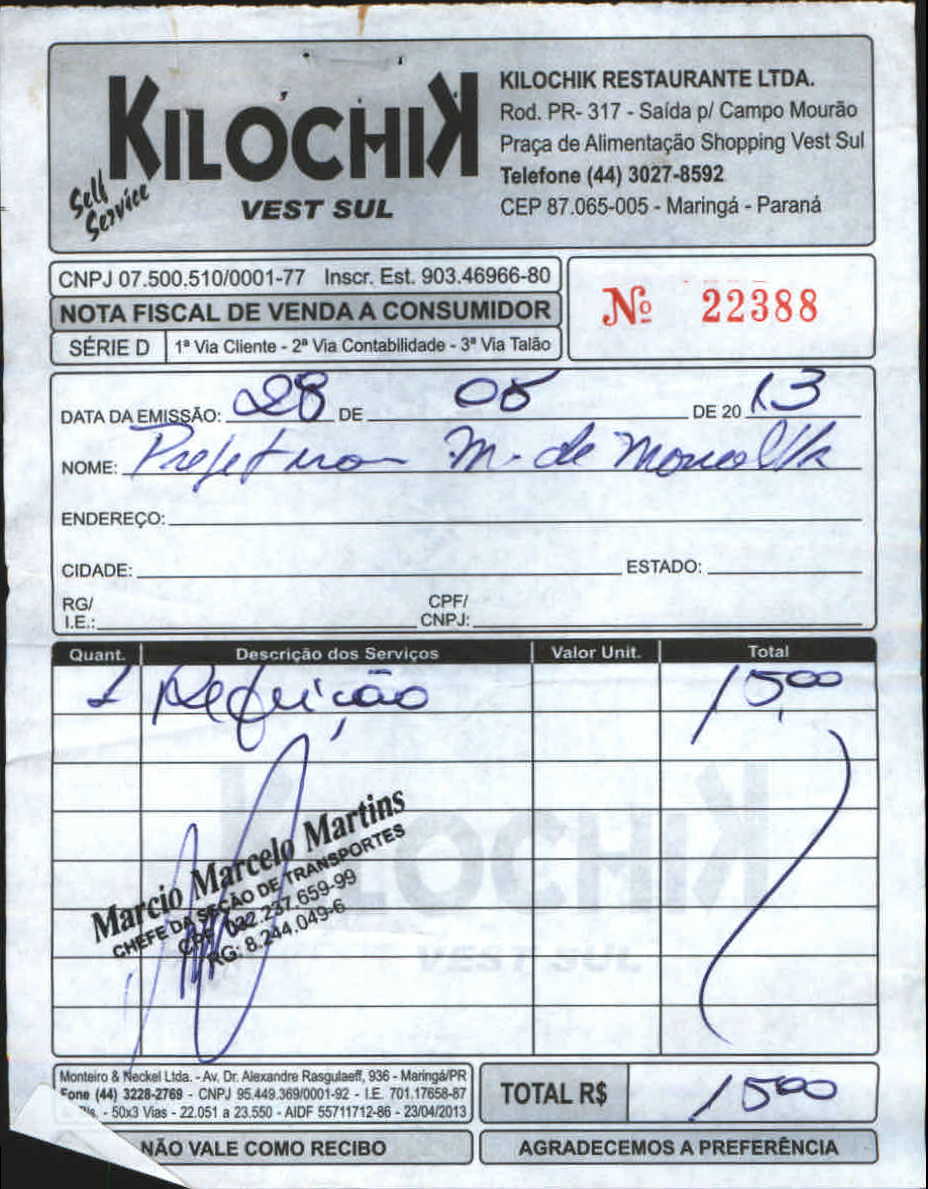 KILOCHIK
Self Service
VEST SUL
KILOCHIK RESTAURANTE LTDA.
Rod. PR- 317 - Saída p/ Campo Mourão
Praça de Alimentação Shopping Vest Sul
Telefone (44) 3027-8592
CEP 87.065-005 - Maringá - Paraná
CNPJ 07.500.510/0001-77 Inscr. Est. 903.46966-80
NOTA FISCAL DE VENDA A CONSUMIDOR
SÉRIE D 1ª Via Cliente - 2ª Via Contabilidade - 3ª Via Talão
Nº 22388
DATA DA EMISSÃO: 28 DE 05 DE 20 13
NOME: Prefeitura M. de
ENDEREÇO:
CIDADE: ESTADO:
RG/ I.E.: CPF/ CNPJ:
Quant. Descrição dos Serviços Valor Unit. Total
1 Refeição 15,00
KILOCHIK
VEST SUL
Marcio Marcelo Martins
CHEFE DA SEÇÃO DE TRANSPORTES
CPF 022.237.659-99
RG: 8.244.049-6
Monteiro & Neckel Ltda. - Av. Dr. Alexandre Rasgulaeff, 936 - Maringá/PR
Fone (44) 3228-2769 - CNPJ 95.449.369/0001-92 - I.E. 701.17658-87
- 50x3 Vias - 22.051 a 23.550 - AIDF 55711712-86 - 23/04/2013
TOTAL R$ 15,00
NÃO VALE COMO RECIBO
AGRADECEMOS A PREFERÊNCIA